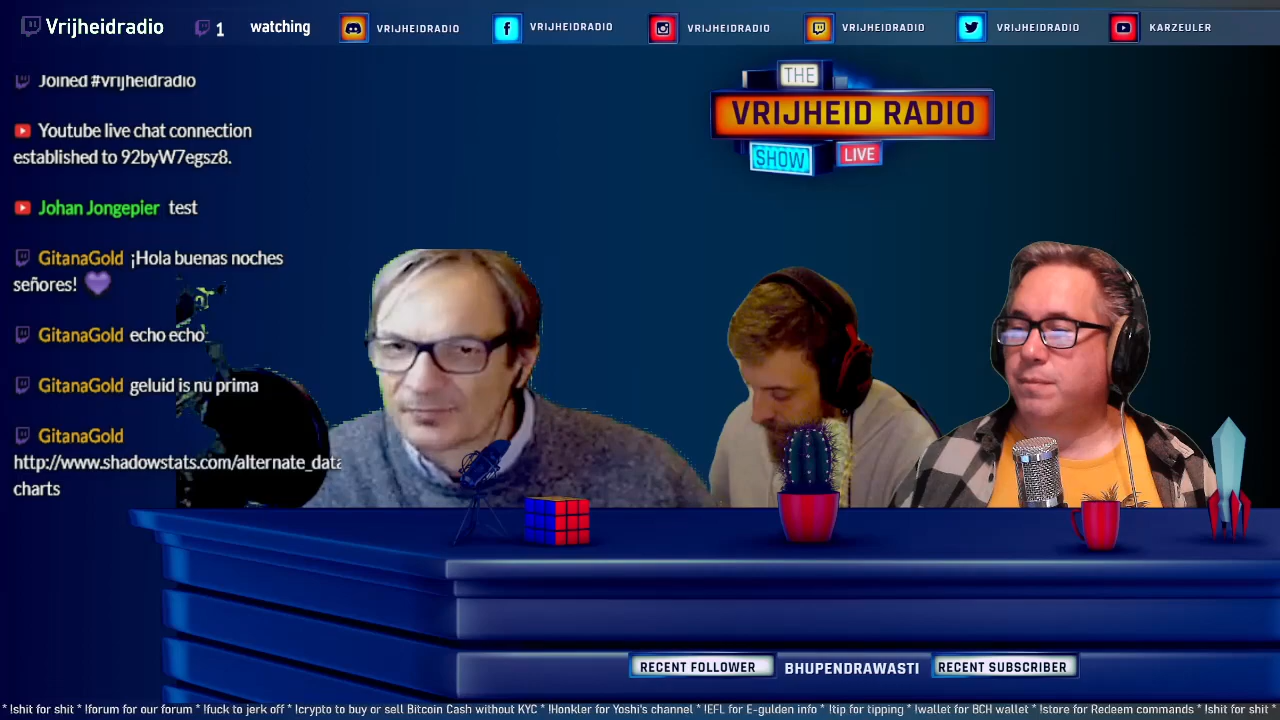 Vrijheidradio
1 watching
VRIJHEIDRADIO
VRIJHEIDRADIO
VRIJHEIDRADIO
VRIJHEIDRADIO
VRIJHEIDRADIO
KARZEULER
THE
VRIJHEID RADIO
SHOW
LIVE
Joined #vrijheidradio
Youtube live chat connection
established to 92byW7egsz8.
Johan Jongepier test
GitanaGold ¡Hola buenas noches
señores!
GitanaGold echo echo
GitanaGold geluid is nu prima
GitanaGold
http://www.shadowstats.com/alternate_data
charts
RECENT FOLLOWER BHUPENDRAWASTI RECENT SUBSCRIBER
* !shit for shit * !forum for our forum * !fuck to jerk off * !crypto to buy or sell Bitcoin Cash without KYC * !Honkler for Yoshi's channel * !EFL for E-gulden info * !tip for tipping * !wallet for BCH wallet * !store for Redeem commands * !shit for shit *